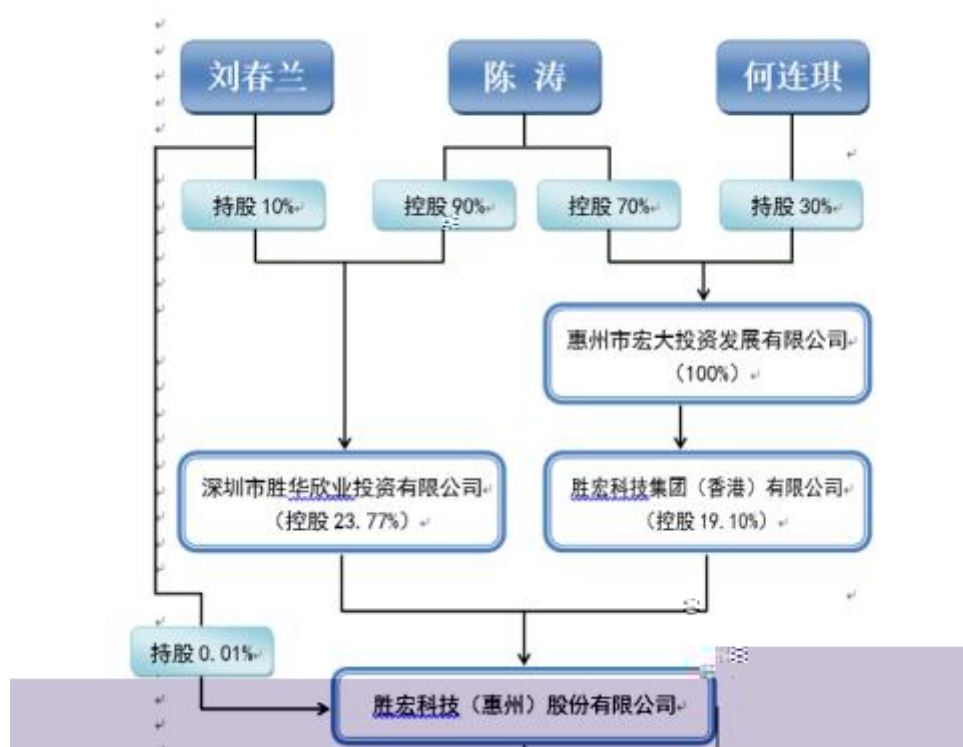 刘春兰
陈 涛
何连琪
持股 10%
控股 90%
控股 70%
持股 30%
惠州市宏大投资发展有限公司
（100%）
深圳市胜华欣业投资有限公司
（控股 23.77%）
胜宏科技集团（香港）有限公司
（控股 19.10%）
持股 0.01%
胜宏科技（惠州）股份有限公司